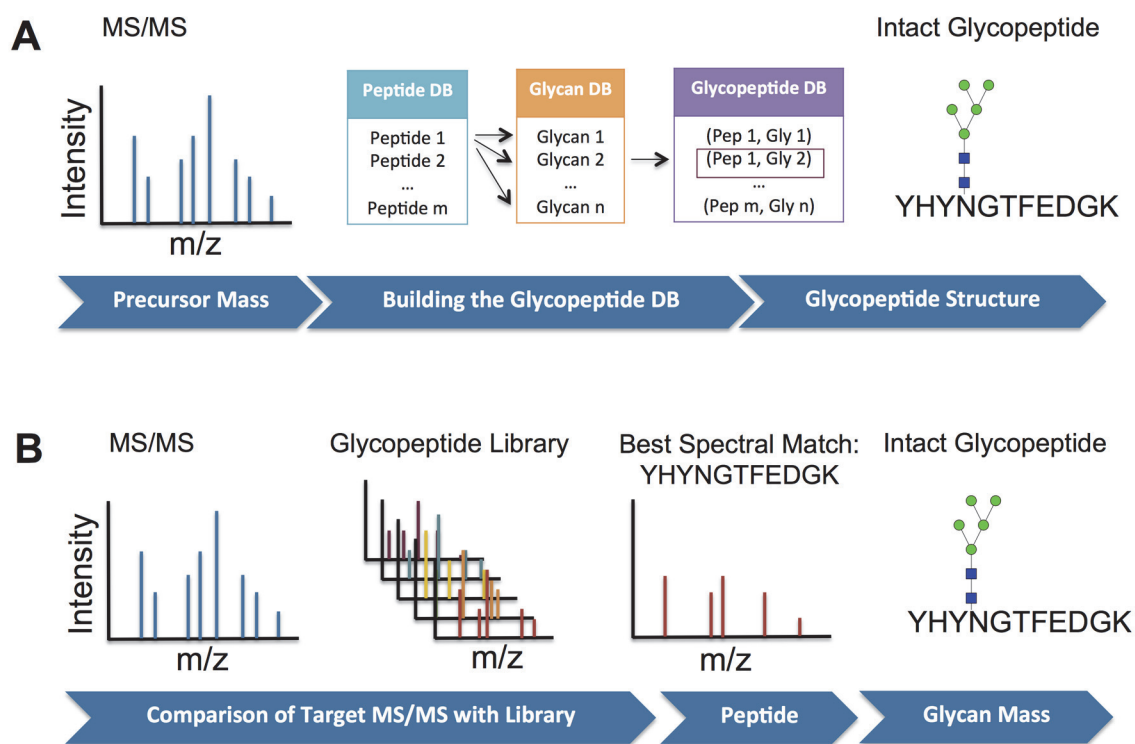 A
MS/MS
Intact Glycopeptide
Intensity
m/z
Peptide DB
Peptide 1
Peptide 2
...
Peptide m
Glycan DB
Glycan 1
Glycan 2
...
Glycan n
Glycopeptide DB
(Pep 1, Gly 1)
(Pep 1, Gly 2)
...
(Pep m, Gly n)
YHYNGTFEDGK
Precursor Mass
Building the Glycopeptide DB
Glycopeptide Structure
B
MS/MS
Glycopeptide Library
Best Spectral Match:
YHYNGTFEDGK
Intact Glycopeptide
Intensity
m/z
m/z
m/z
YHYNGTFEDGK
Comparison of Target MS/MS with Library
Peptide
Glycan Mass